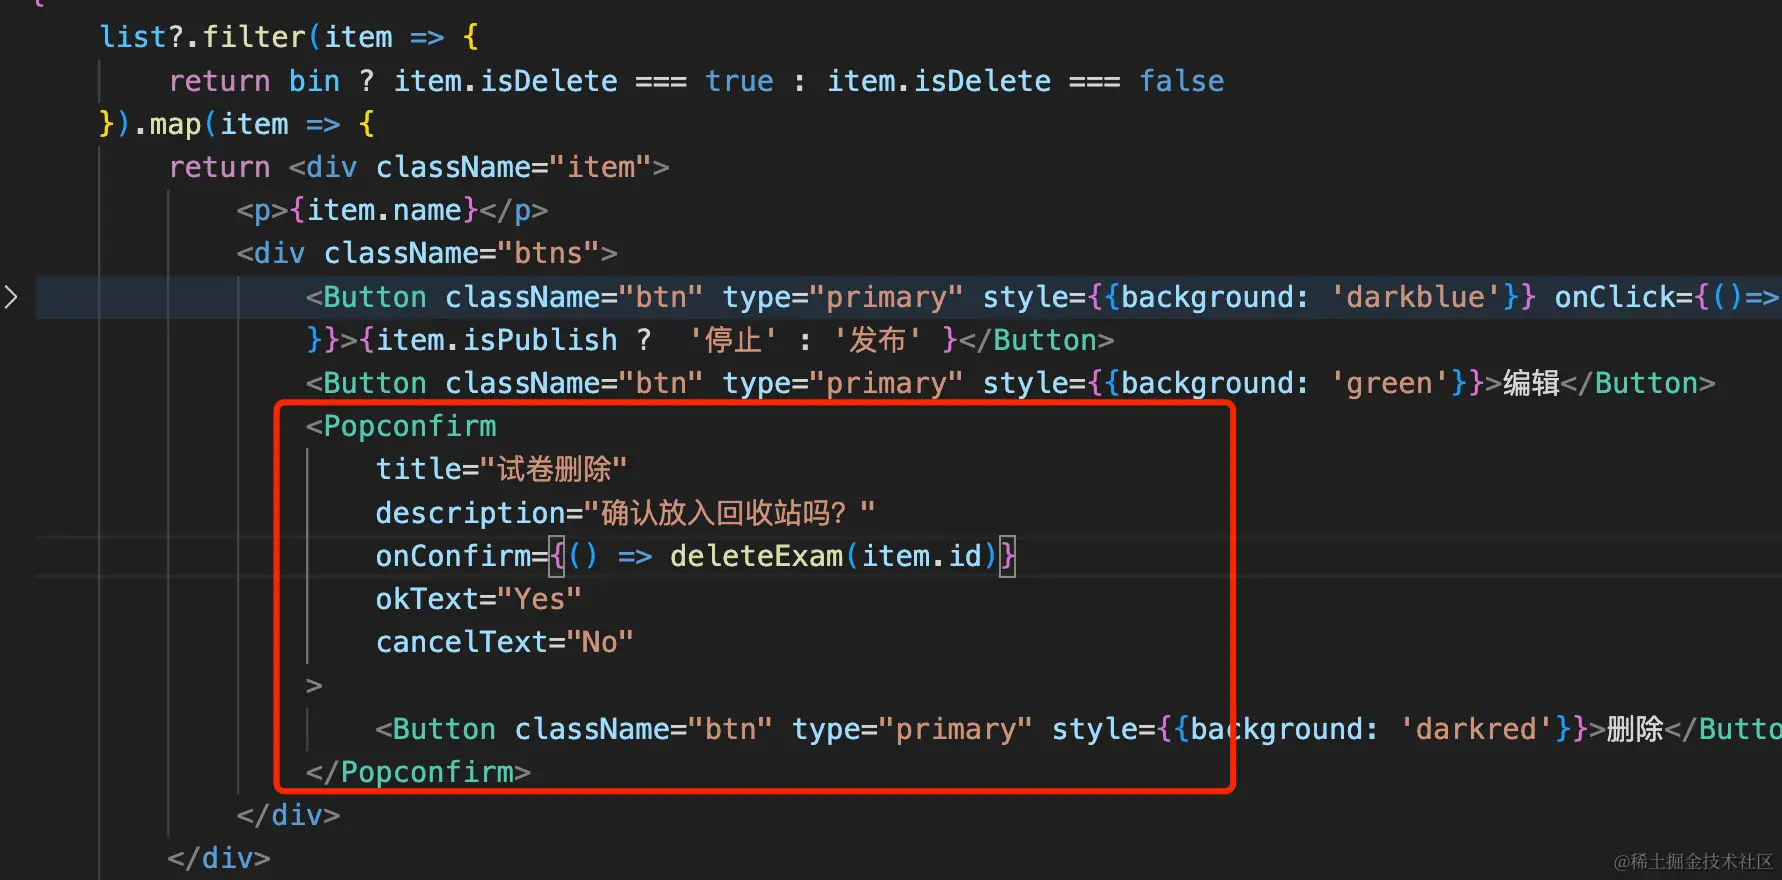 {
list?.filter(item => {
return bin ? item.isDelete === true : item.isDelete === false
}).map(item => {
return <div className="item">
<p>{item.name}</p>
<div className="btns">
<Button className="btn" type="primary" style={{background: 'darkblue'}} onClick={()=>
}}>{item.isPublish ?  '停止' : '发布' }</Button>
<Button className="btn" type="primary" style={{background: 'green'}}>编辑</Button>
<Popconfirm
title="试卷删除"
description="确认放入回收站吗？"
onConfirm={() => deleteExam(item.id)}
okText="Yes"
cancelText="No"
>
<Button className="btn" type="primary" style={{background: 'darkred'}}>删除</Butto
</Popconfirm>
</div>
</div>
@稀土掘金技术社区